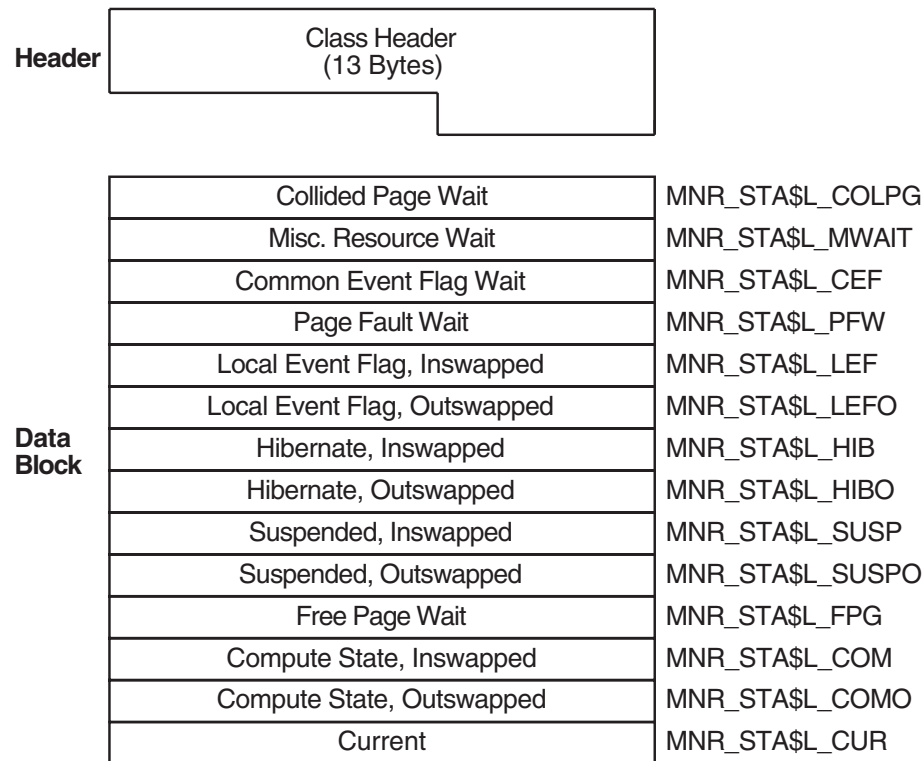 Header
Class Header
(13 Bytes)
Collided Page Wait MNR_STA$L_COLPG
Misc. Resource Wait MNR_STA$L_MWAIT
Common Event Flag Wait MNR_STA$L_CEF
Page Fault Wait MNR_STA$L_PFW
Local Event Flag, Inswapped MNR_STA$L_LEF
Local Event Flag, Outswapped MNR_STA$L_LEFO
Data
Block
Hibernate, Inswapped MNR_STA$L_HIB
Hibernate, Outswapped MNR_STA$L_HIBO
Suspended, Inswapped MNR_STA$L_SUSP
Suspended, Outswapped MNR_STA$L_SUSPO
Free Page Wait MNR_STA$L_FPG
Compute State, Inswapped MNR_STA$L_COM
Compute State, Outswapped MNR_STA$L_COMO
Current MNR_STA$L_CUR